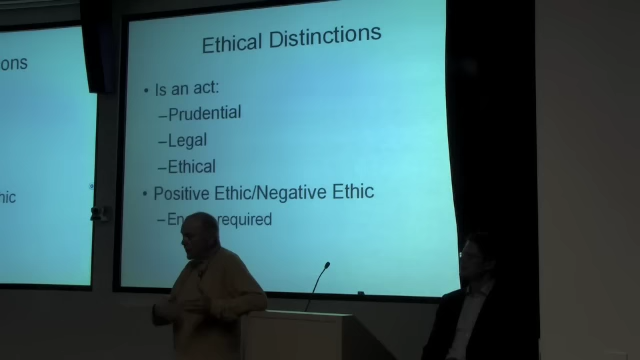 ons
hic
Ethical Distinctions
• Is an act:
–Prudential
–Legal
–Ethical
• Positive Ethic/Negative Ethic
required